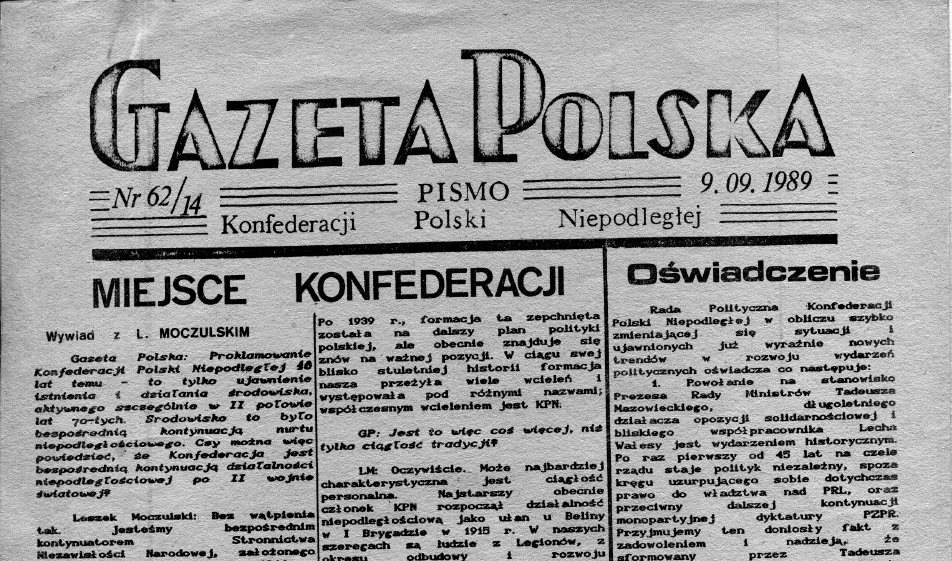 GAZETA POLSKA
Nr 62/14 PISMO 9.09.1989
Konfederacji Polski Niepodległej
MIEJSCE KONFEDERACJI
Wywiad z L. MOCZULSKIM
Gazeta Polska: Proklamowanie
Konfederacji Polski Niepodległej 10
lat temu - to tylko ujawnienie
istnienia i działania środowiska,
aktywnego szczególnie w II połowie
lat 70-tych. Środowisko to było
bezpośrednią kontynuacją nurtu
niepodległościowego. Czy można więc
powiedzieć, że Konfederacja jest
bezpośrednią kontynuacją działalności
niepodległościowej po II wojnie
światowej?
Leszek Moczulski: Bez wątpienia
tak. Jesteśmy bezpośrednim
kontynuatorem Stronnictwa
Niezawisłości Narodowej, założonego
Po 1939 r., formacja ta zepchnięta
została na dalszy plan polityki
polskiej, ale obecnie znajduje się
znów na ważnej pozycji. W ciągu swej
blisko stuletniej historii formacja
nasza przeżyła wiele wcieleń i
występowała pod różnymi nazwami;
współczesnym wcieleniem jest KPN.
GP: Jest to więc coś więcej, niż
tylko ciągłość tradycji?
LM: Oczywiście. Może najbardziej
charakterystyczna jest ciągłość
personalna. Najstarszy obecnie
członek KPN rozpoczął działalność
niepodległościową jako ułan u Beliny
w I Brygadzie w 1915 r. W naszych
szeregach są ludzie z Legionów, z
okresu odbudowy i rozwoju
Oświadczenie
Rada Polityczna Konfederacji
Polski Niepodległej w obliczu szybko
zmieniającej się sytuacji i
ujawnionych już wyraźnie nowych
trendów w rozwoju wydarzeń
politycznych oświadcza co następuje:
1. Powołanie na stanowisko
Prezesa Rady Ministrów Tadeusza
Mazowieckiego, długoletniego
działacza opozycji solidarnościowej i
bliskiego współpracownika Lecha
Wałęsy jest wydarzeniem historycznym.
Po raz pierwszy od 45 lat na czele
rządu staje polityk niezależny, spoza
kręgu uzurpującego sobie dotychczas
prawo do władztwa nad PRL, oraz
przeciwny dalszej kontynuacji
monopartyjnej dyktatury PZPR.
Przyjmujemy ten doniosły fakt z
zadowoleniem i nadzieją, że
sformowany przez Tadeusza